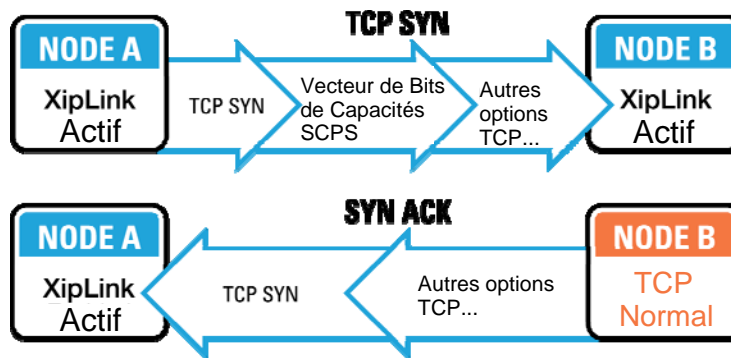 TCP SYN
NODE A
XipLink
Actif
TCP SYN
Vecteur de Bits
de Capacités
SCPS
Autres
options
TCP...
NODE B
XipLink
Actif
SYN ACK
NODE A
XipLink
Actif
TCP SYN
Autres options
TCP...
NODE B
TCP
Normal